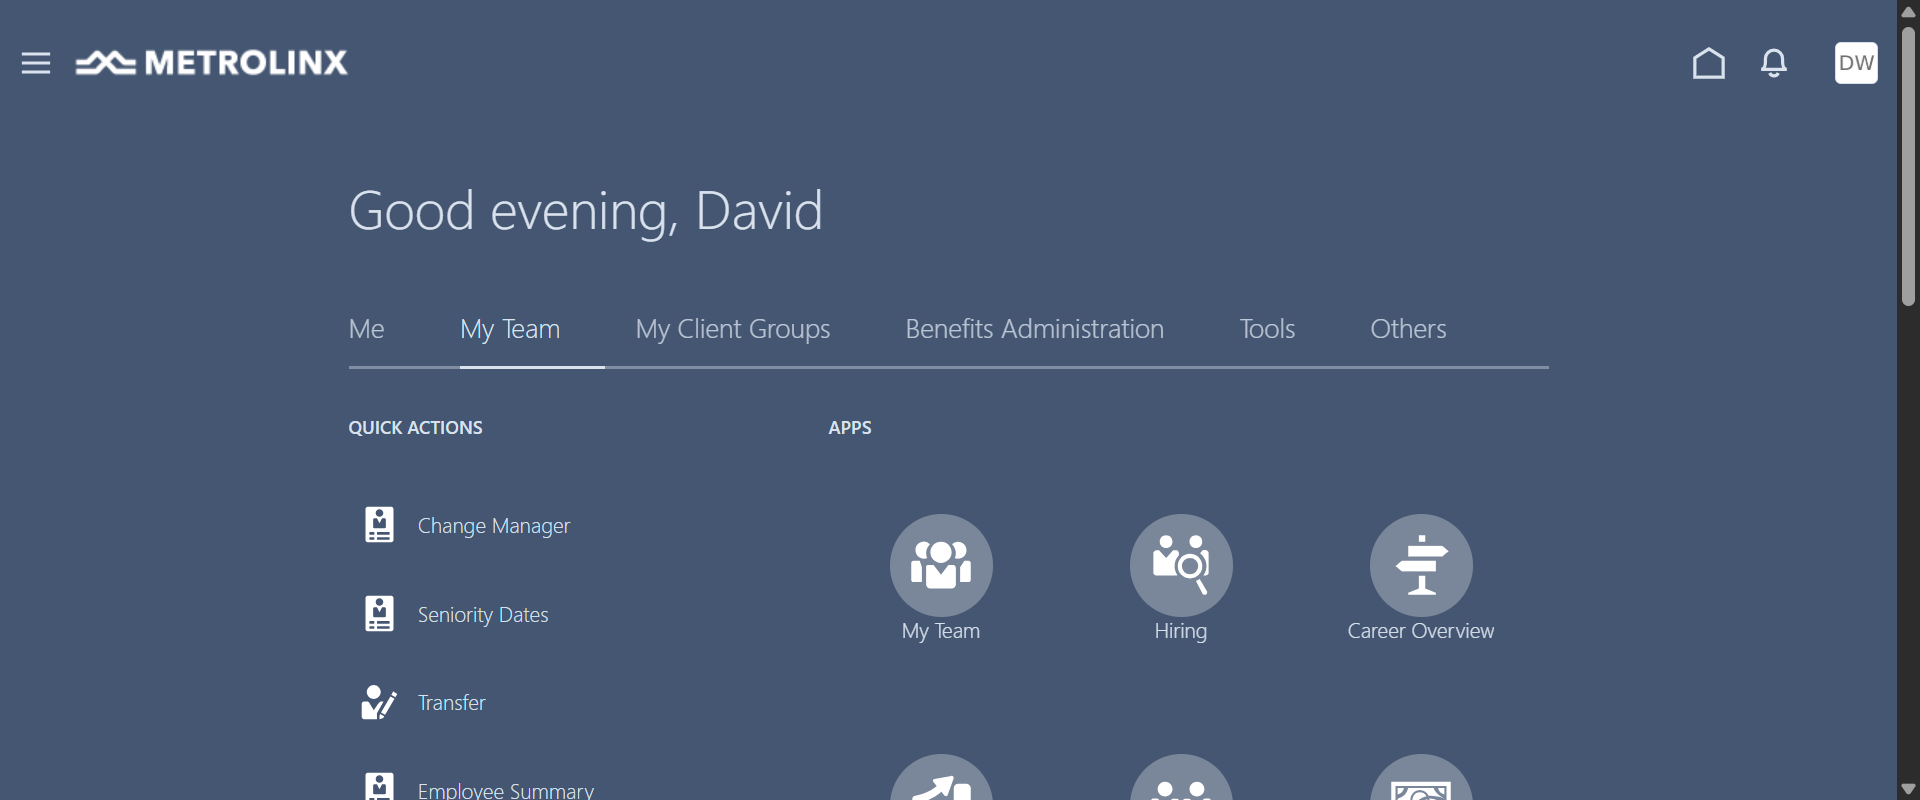 METROLINX
DW
Good evening, David
Me
My Team
My Client Groups
Benefits Administration
Tools
Others
QUICK ACTIONS
Change Manager
Seniority Dates
Transfer
Employee Summary
APPS
My Team
Hiring
Career Overview